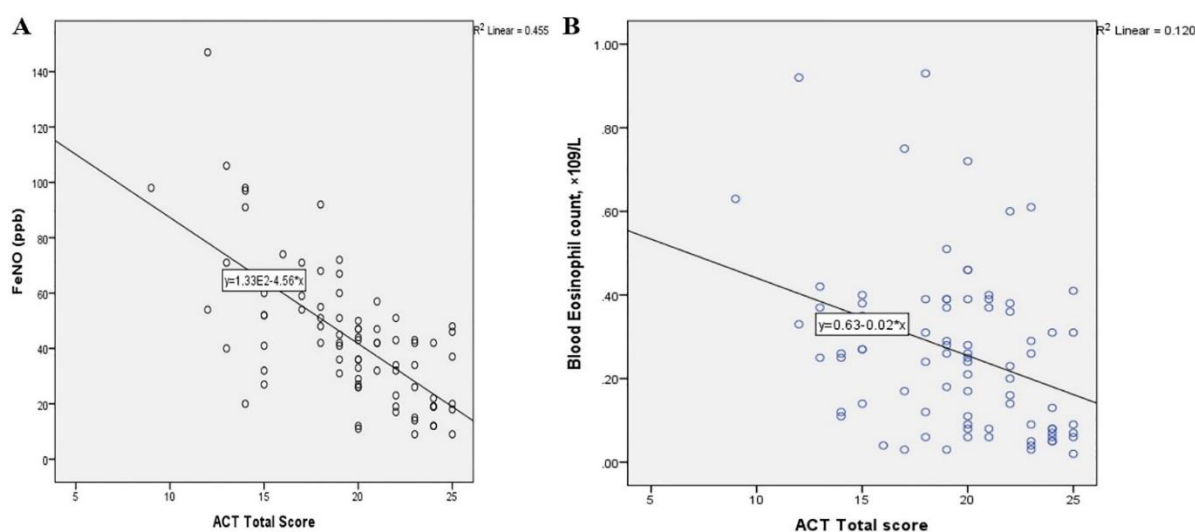 A
R² Linear = 0.455
140
120
100
80
60
40
20
0
FeNO (ppb)
y=1.33E2-4.56*x
5
10
15
20
25
ACT Total Score
B
R² Linear = 0.120
1.00
.80
.60
.40
.20
.00
Blood Eosinophil count, ×109/L
y=0.63-0.02*x
5
10
15
20
25
ACT Total score